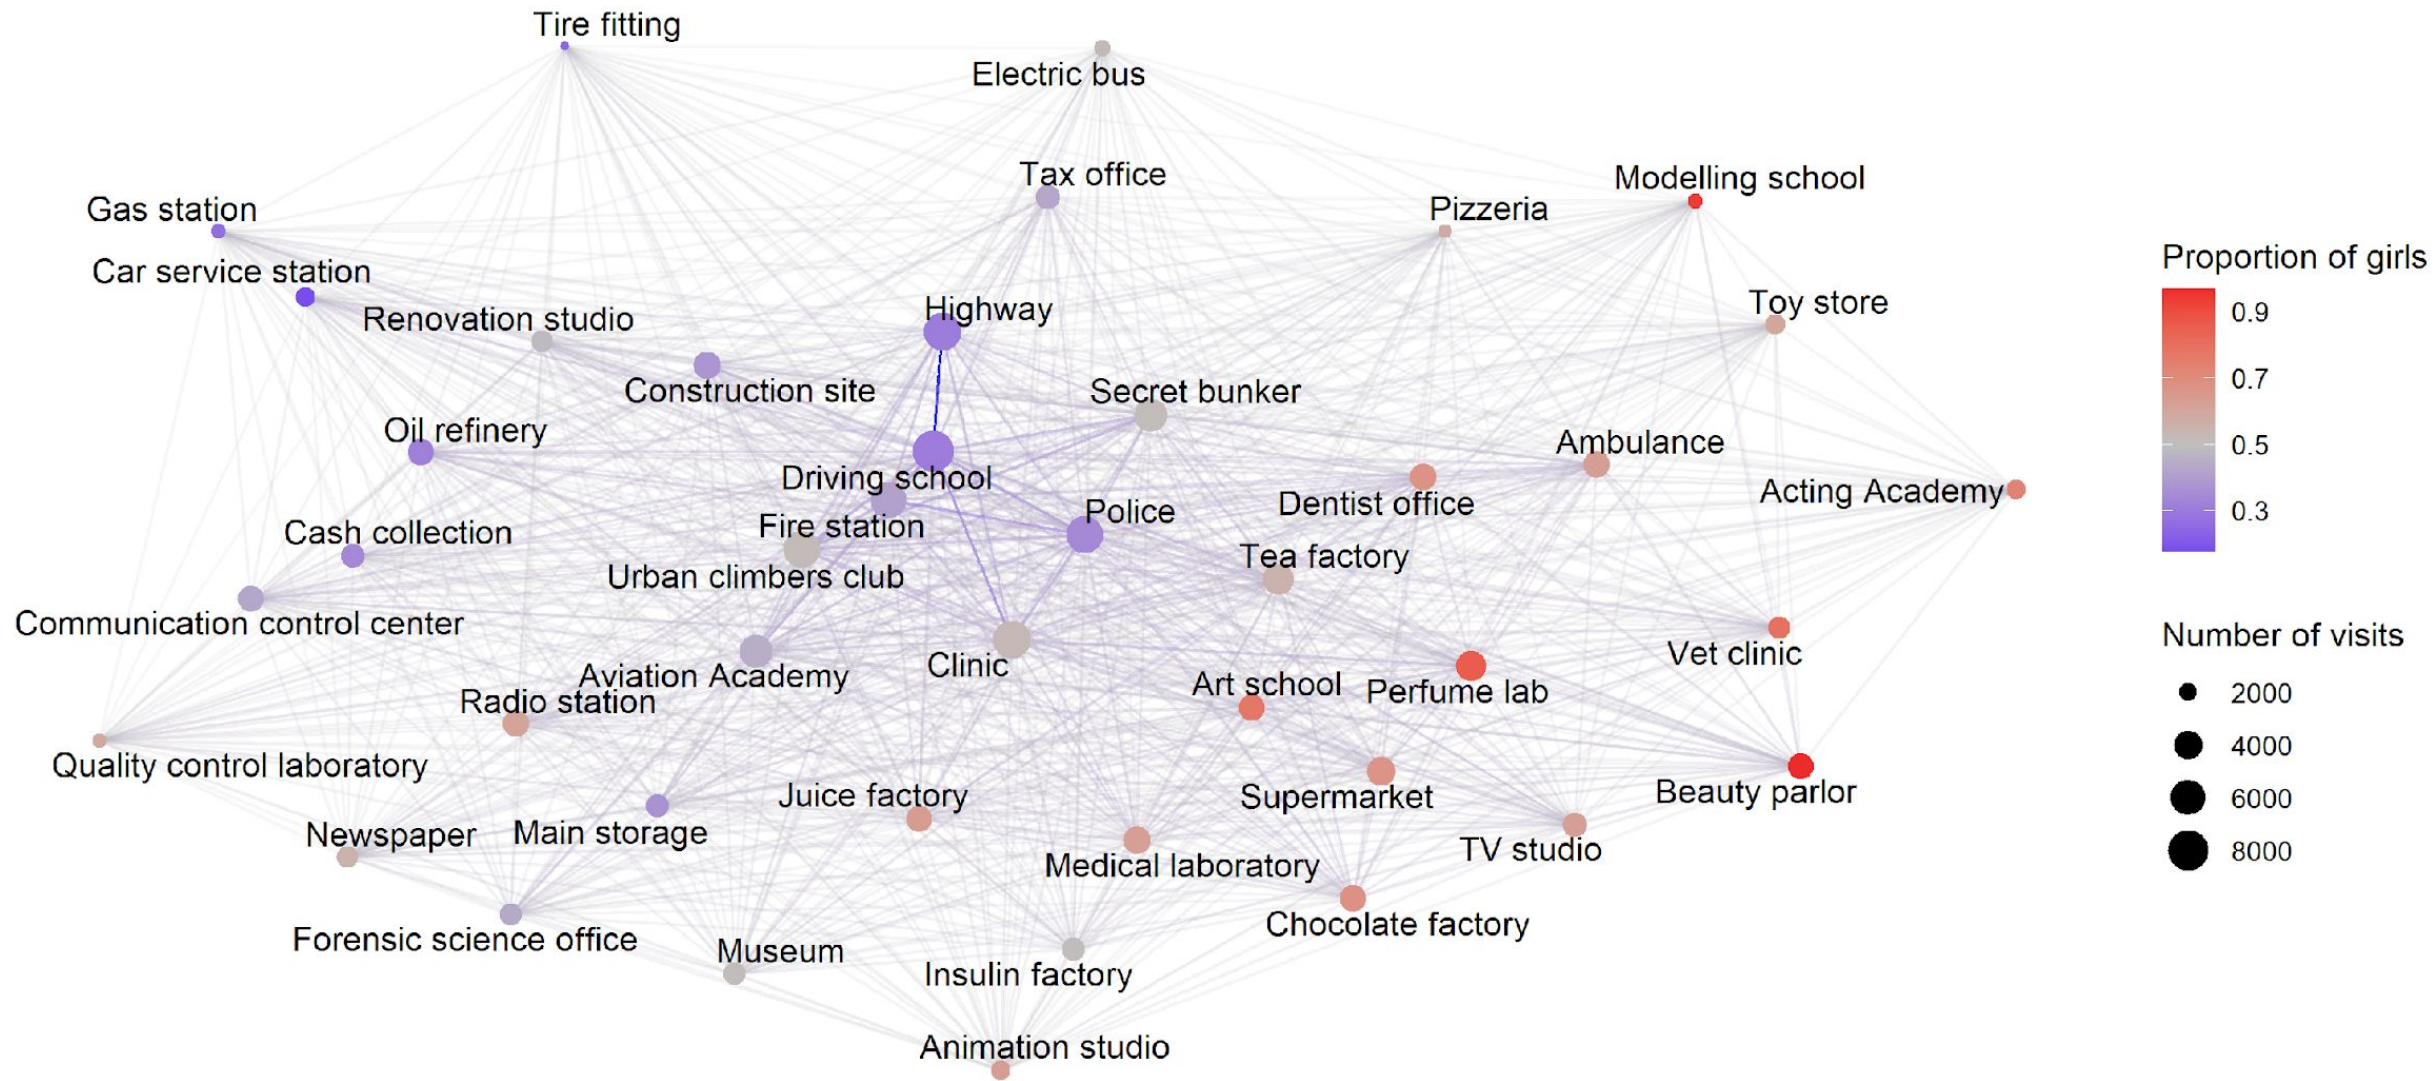 Tire fitting
Electric bus
Tax office
Modelling school
Gas station
Pizzeria
Car service station
Renovation studio
Highway
Toy store
Construction site
Secret bunker
Oil refinery
Ambulance
Driving school
Dentist office
Acting Academy
Cash collection
Fire station
Police
Tea factory
Urban climbers club
Communication control center
Aviation Academy
Clinic
Vet clinic
Radio station
Art school
Perfume lab
Quality control laboratory
Juice factory
Supermarket
Beauty parlor
Newspaper
Main storage
Medical laboratory
TV studio
Forensic science office
Museum
Insulin factory
Chocolate factory
Animation studio
Proportion of girls
0.9
0.7
0.5
0.3
Number of visits
2000
4000
6000
8000